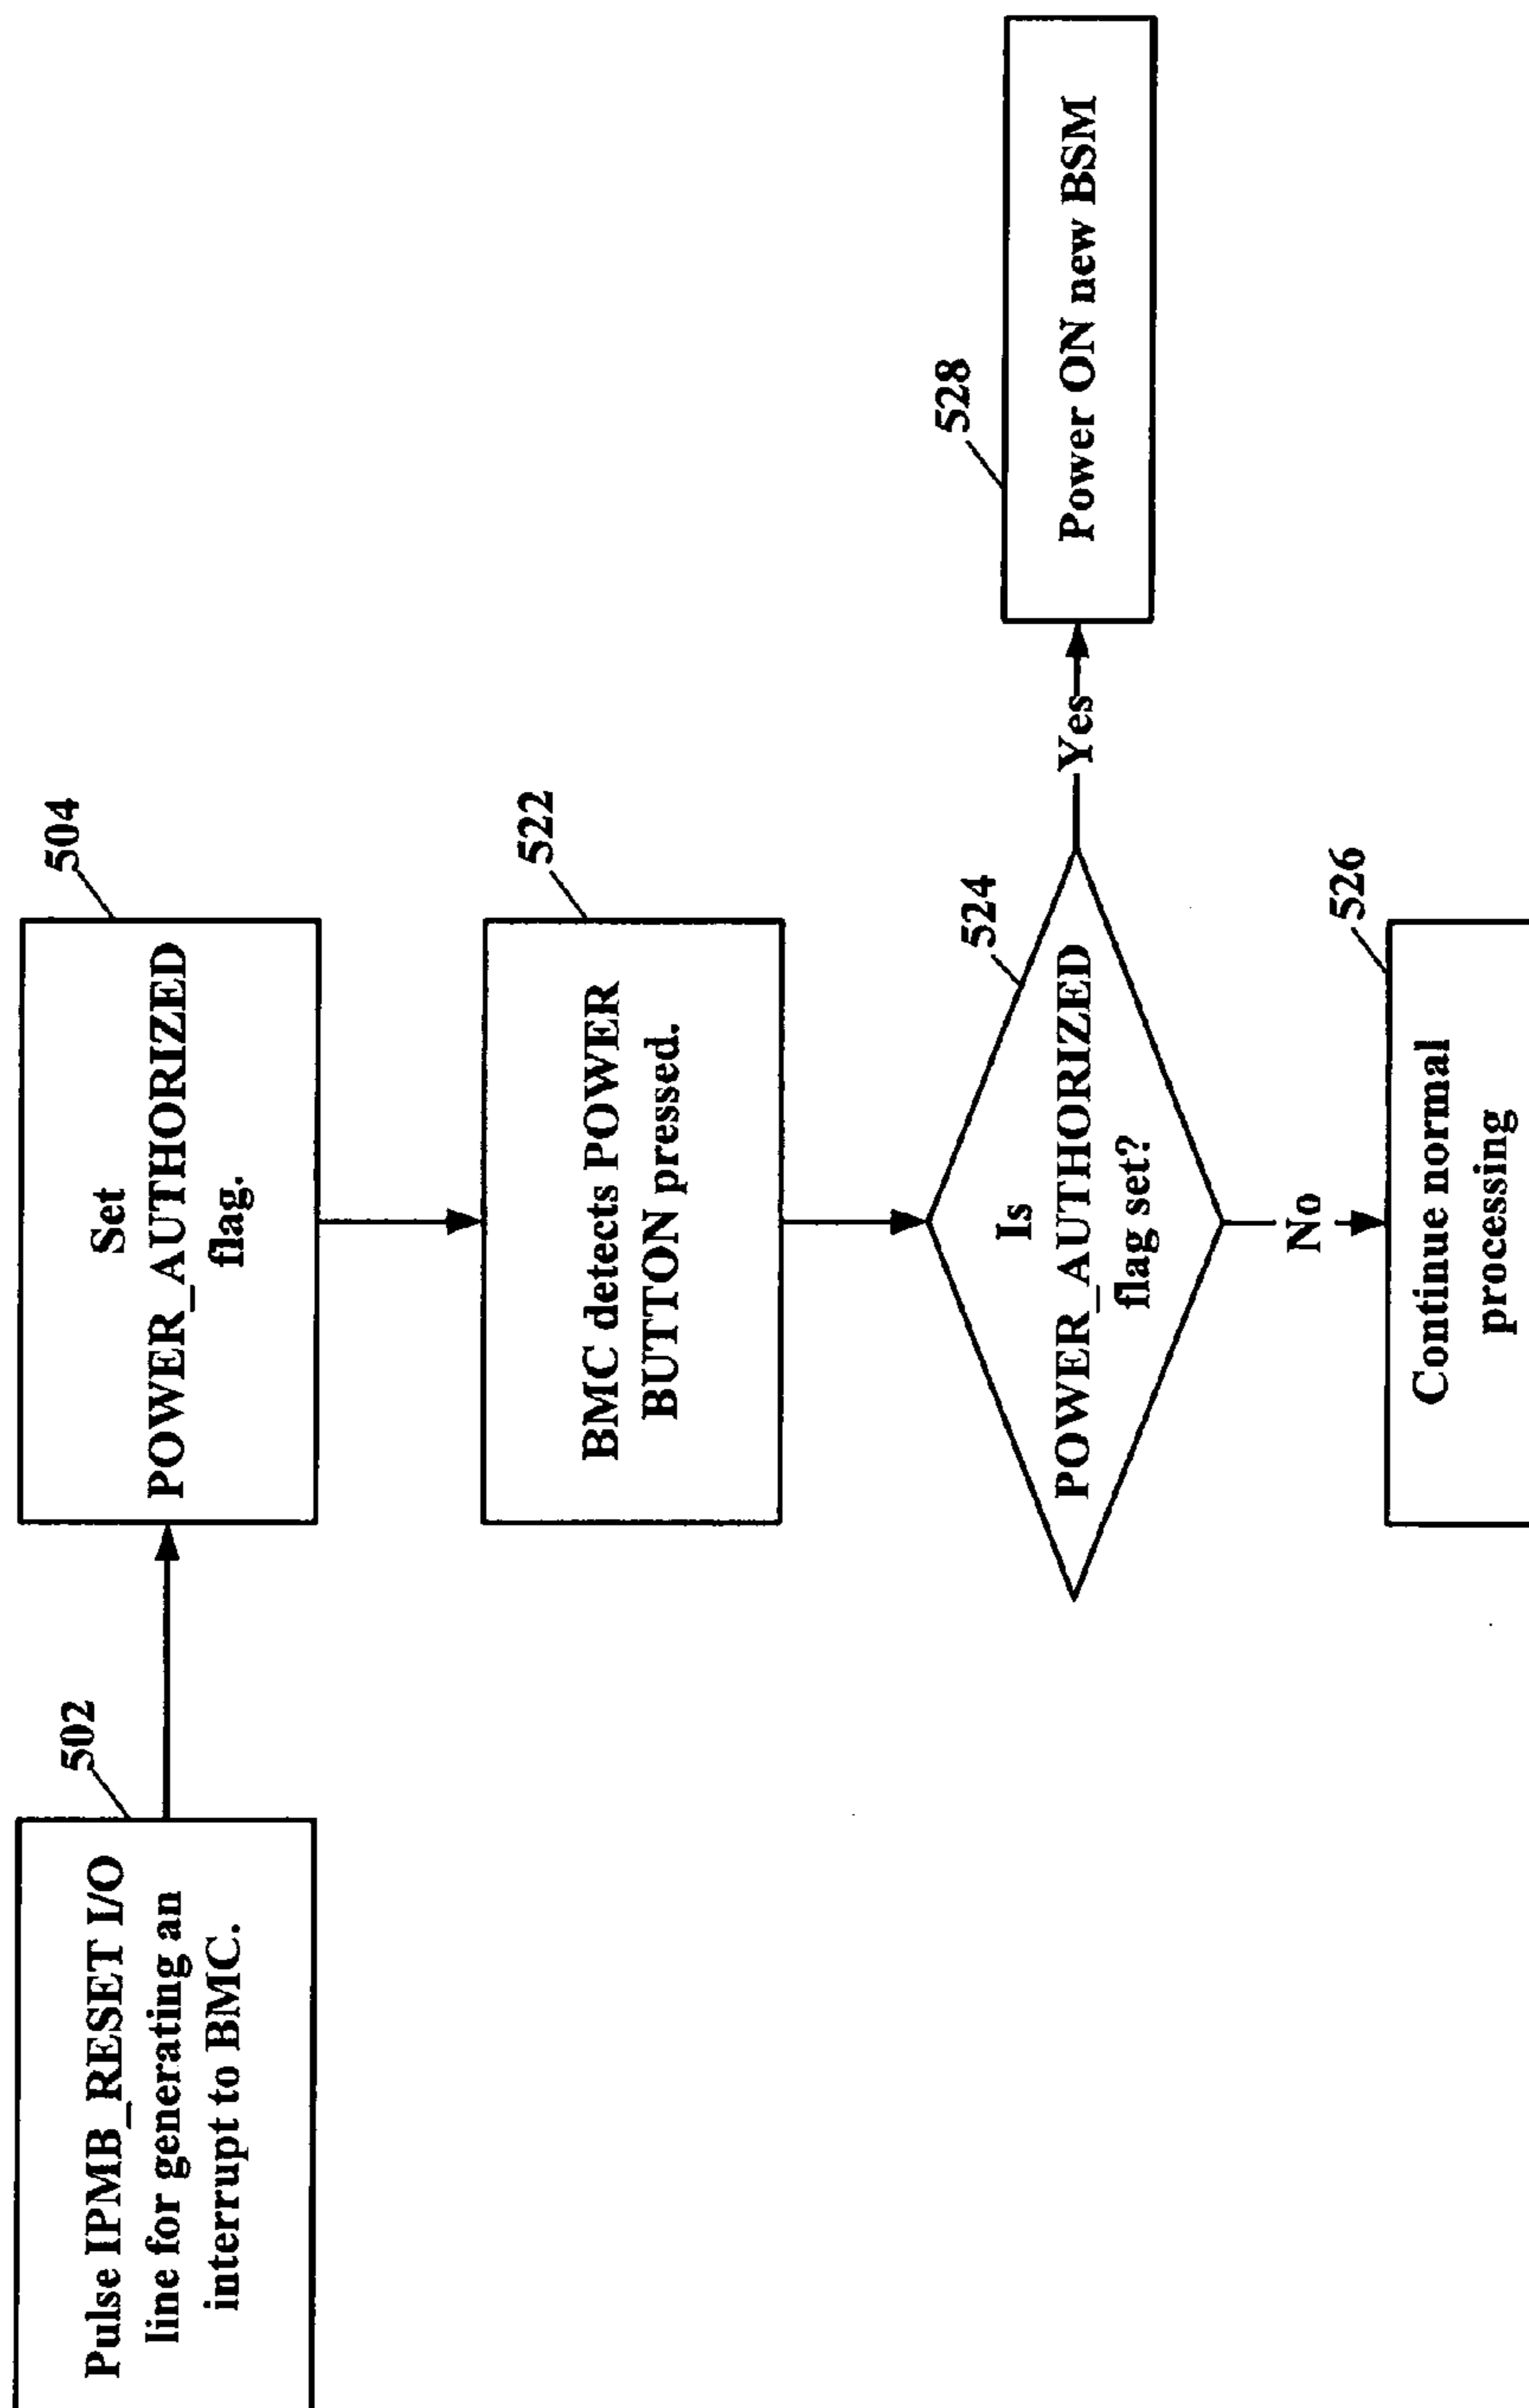 502
Pulse IPMB_RESET I/O
line for generating an
interrupt to BMC.
504
Set
POWER_AUTHORIZED
flag.
522
BMC detects POWER
BUTTON pressed.
524
Is
POWER_AUTHORIZED
flag set?
Yes
528
Power ON new BSM
No
526
Continue normal
processing